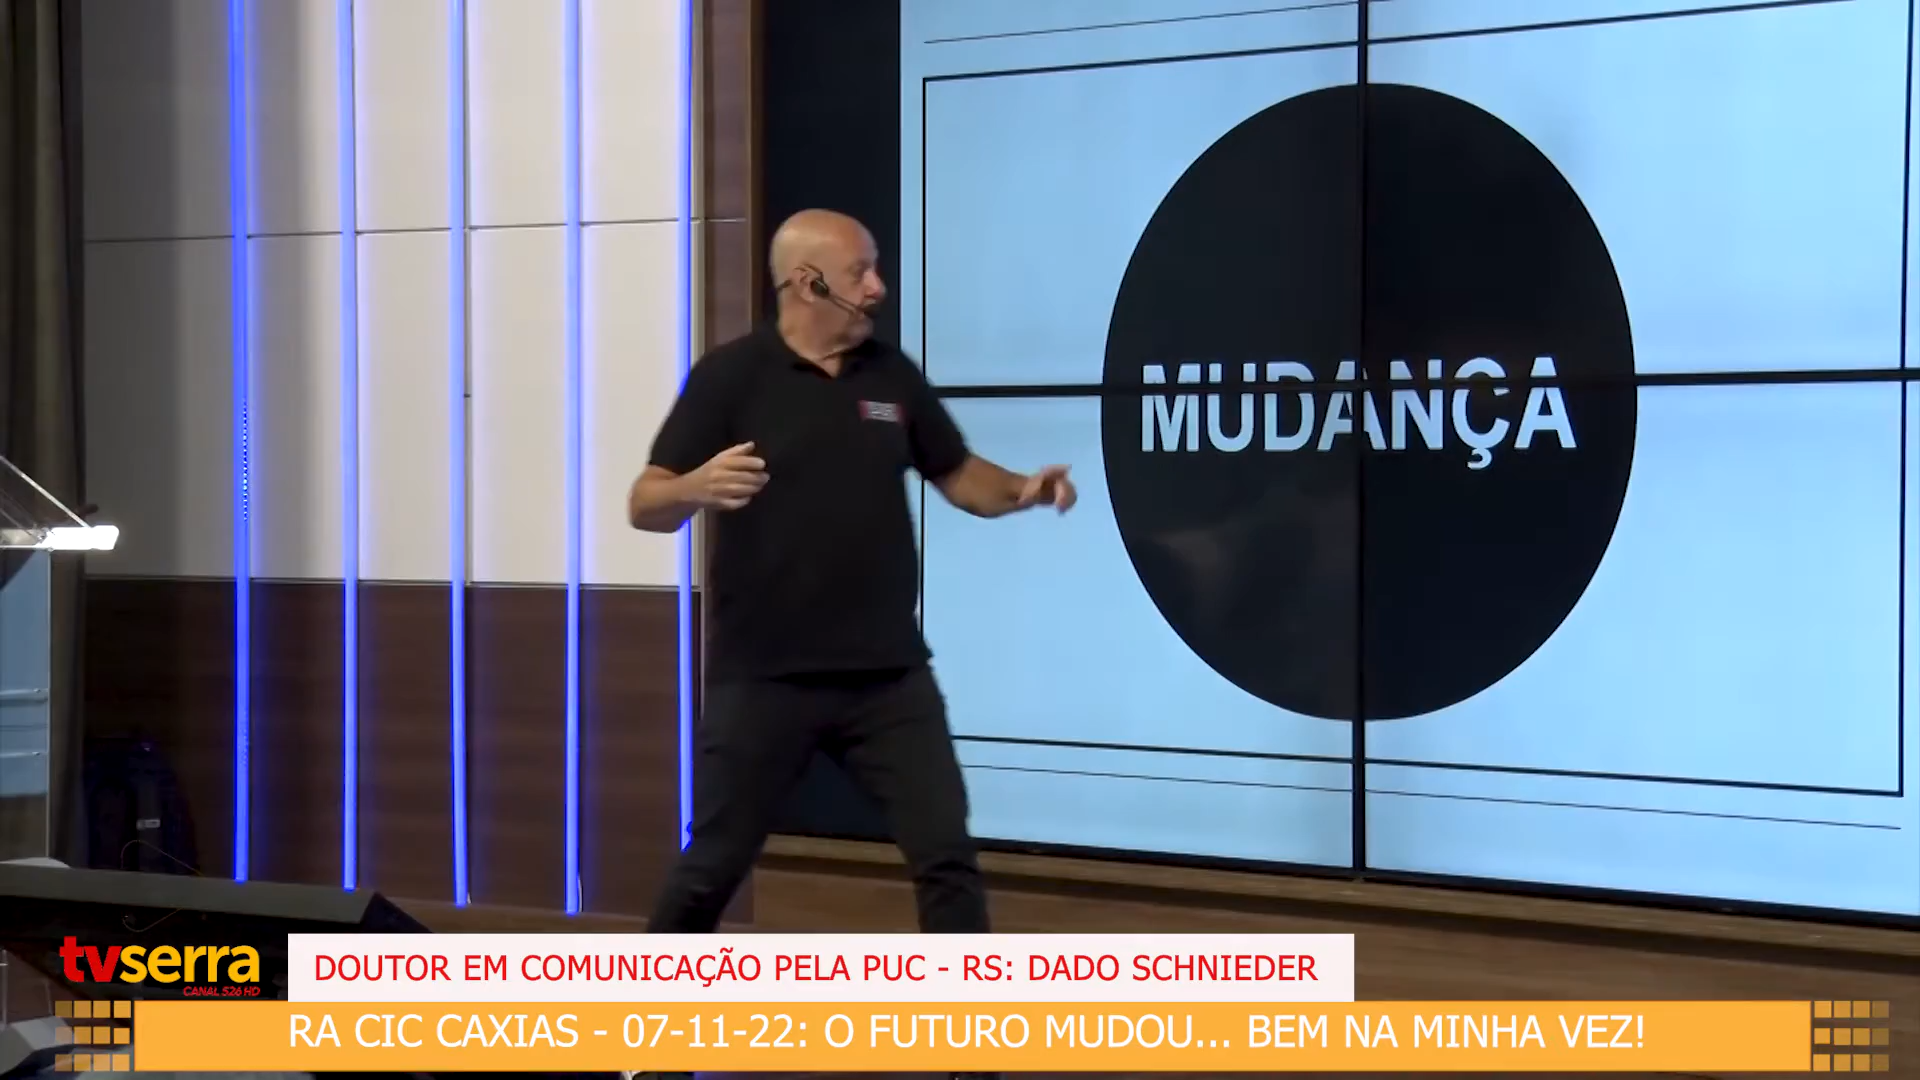 MUDANÇA
tvserra
CANAL 526 HD
DOUTOR EM COMUNICAÇÃO PELA PUC - RS: DADO SCHNIEDER
RA CIC CAXIAS - 07-11-22: O FUTURO MUDOU... BEM NA MINHA VEZ!